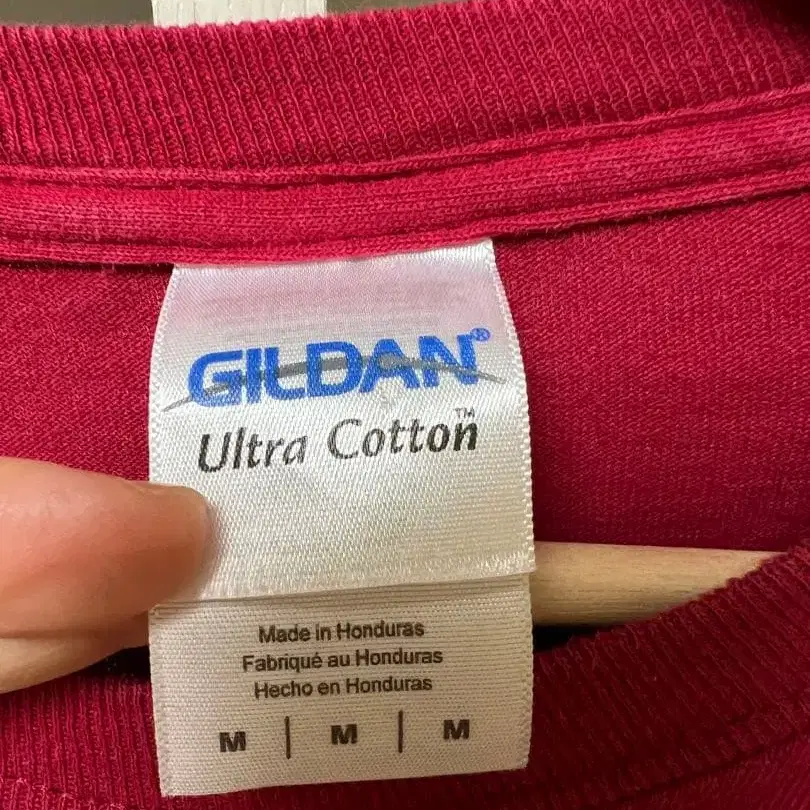 GILDAN®
Ultra Cotton™
Made in Honduras
Fabriqué au Honduras
Hecho en Honduras
M | M | M